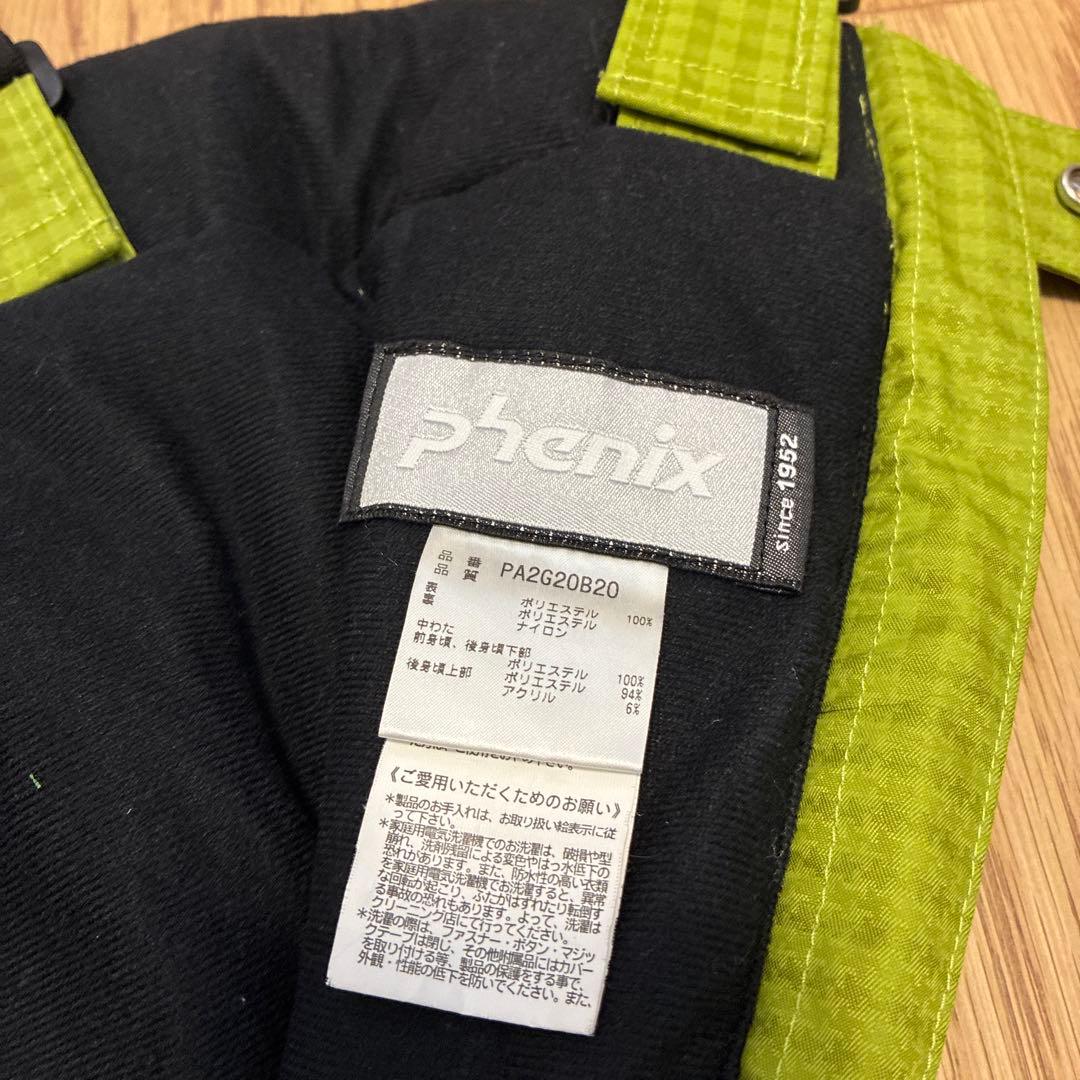 phenix
since 1952
品番 PA2G20B20
品質
表 ポリエステル 100%
裏 ポリエステル
ナイロン
中わた
前身頃、後身頃下部
ポリエステル 100%
後身頃上部 ポリエステル 94%
アクリル 6%
《ご愛用いただくためのお願い》
＊製品のお手入れは、お取り扱い絵表示に従
って下さい。
＊家庭用電気洗濯機でのお洗濯は、破損や型
崩れ、洗剤残留による変色やはっ水低下の
恐れがあります。また、防水性の高い衣類
を家庭用電気洗濯機でお洗濯すると、異常
な回転が起こり、ふたがはずれたり転倒す
る事故の恐れもあります。よって、洗濯は
クリーニング店にて行ってください。
＊洗濯の際は、ファスナー・ボタン・マジッ
クテープは閉じ、その他附属品にはカバー
を取り付ける等、製品の保護をする事で、
外観・性能の低下を防いでください。また、